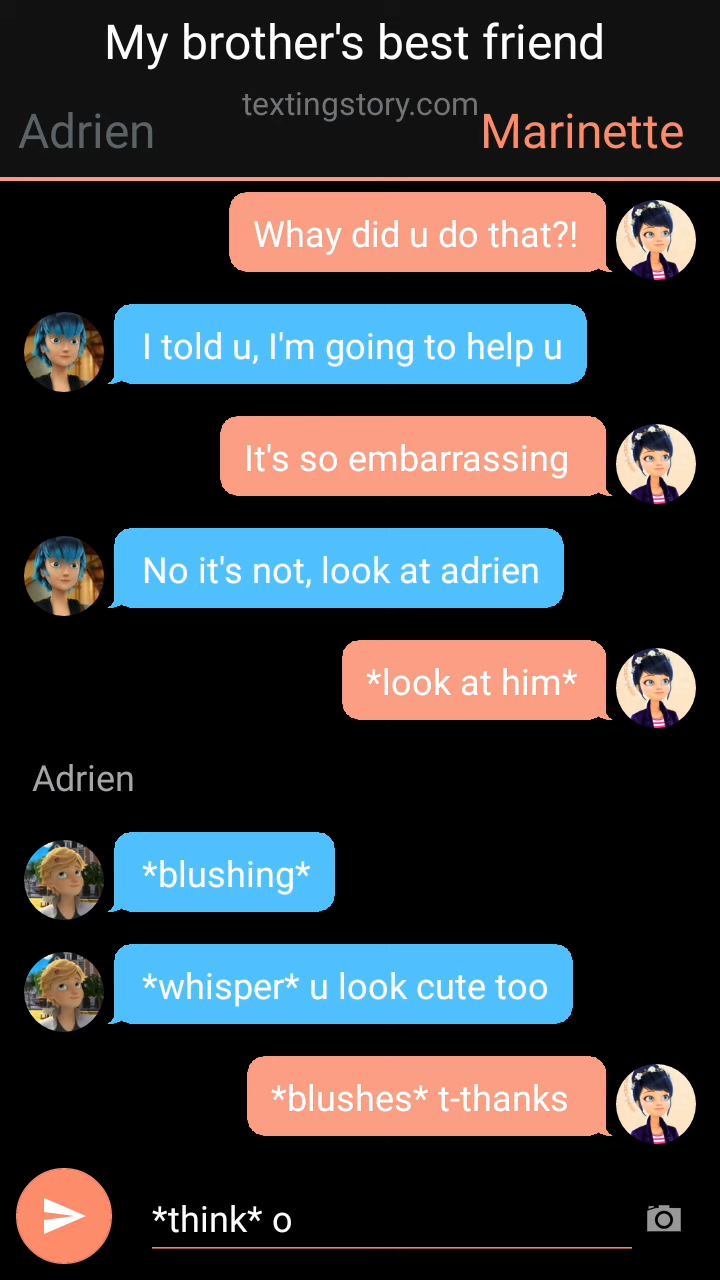 My brother's best friend
textingstory.com
Adrien
Marinette
Whay did u do that?!
I told u, I'm going to help u
It's so embarrassing
No it's not, look at adrien
*look at him*
Adrien
*blushing*
*whisper* u look cute too
*blushes* t-thanks
*think* o